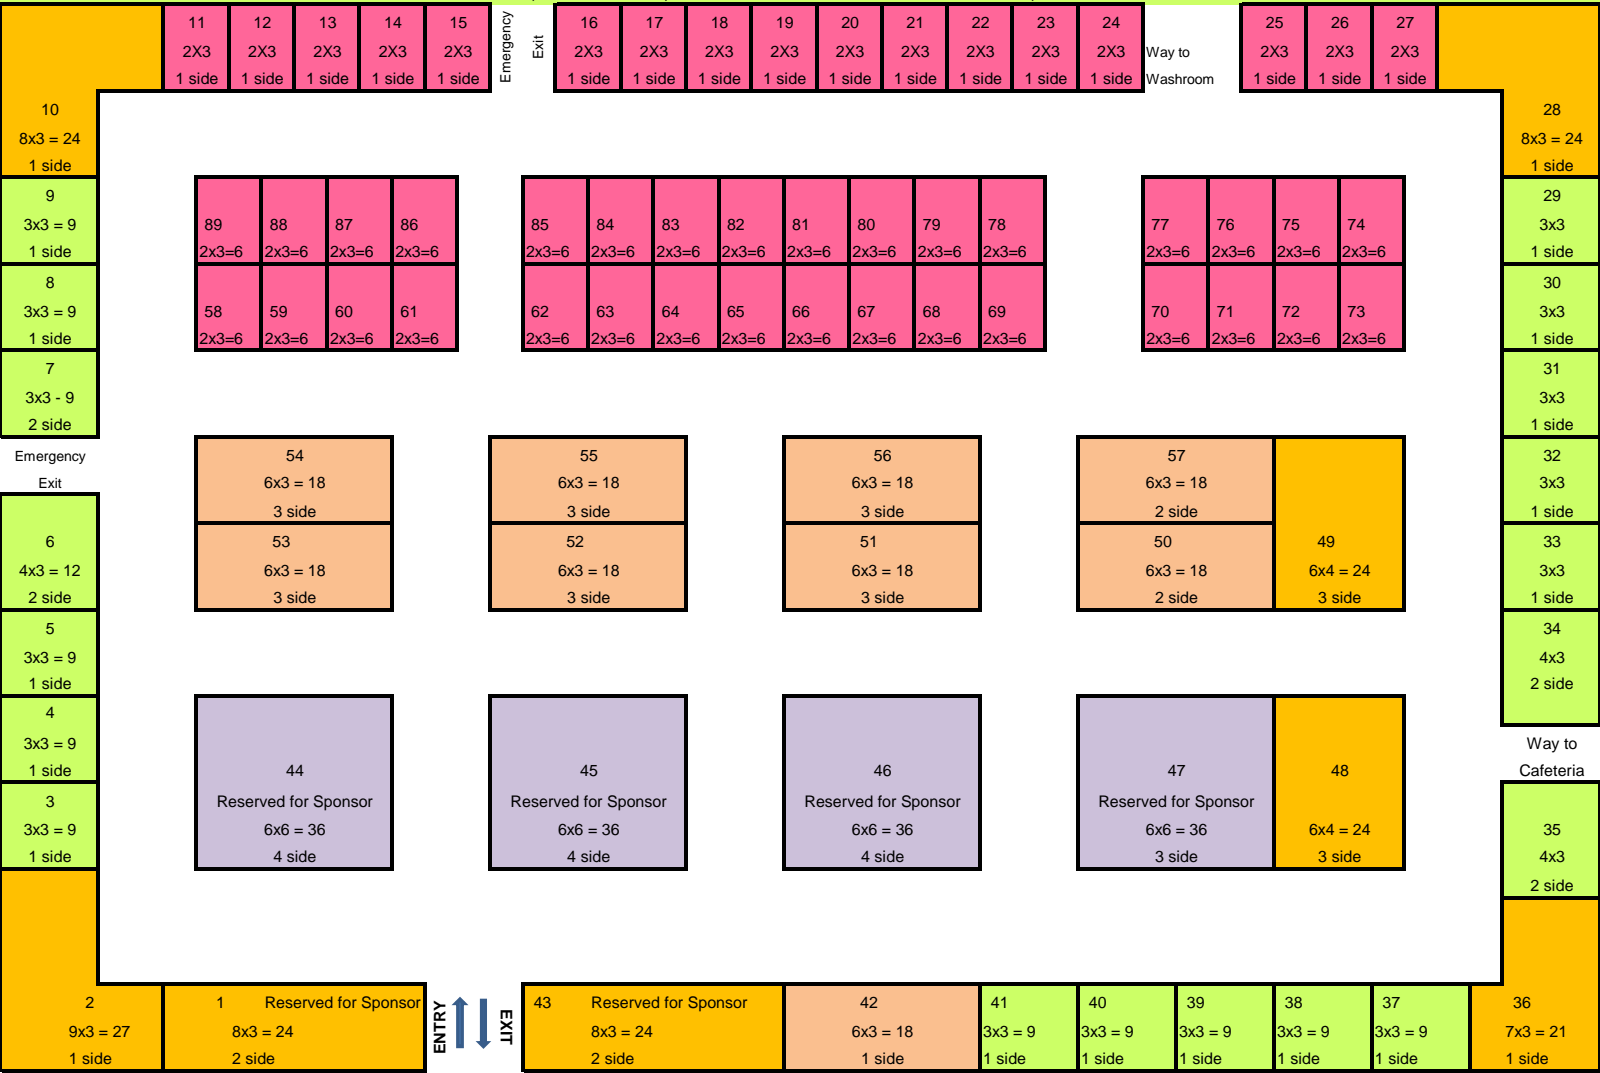 11
2X3
1 side
12
2X3
1 side
13
2X3
1 side
14
2X3
1 side
15
2X3
1 side
Emergency
Exit
16
2X3
1 side
17
2X3
1 side
18
2X3
1 side
19
2X3
1 side
20
2X3
1 side
21
2X3
1 side
22
2X3
1 side
23
2X3
1 side
24
2X3
1 side
Way to
Washroom
25
2X3
1 side
26
2X3
1 side
27
2X3
1 side
10
8x3 = 24
1 side
28
8x3 = 24
1 side
9
3x3 = 9
1 side
89
2x3=6
88
2x3=6
87
2x3=6
86
2x3=6
85
2x3=6
84
2x3=6
83
2x3=6
82
2x3=6
81
2x3=6
80
2x3=6
79
2x3=6
78
2x3=6
77
2x3=6
76
2x3=6
75
2x3=6
74
2x3=6
29
3x3
1 side
8
3x3 = 9
1 side
58
2x3=6
59
2x3=6
60
2x3=6
61
2x3=6
62
2x3=6
63
2x3=6
64
2x3=6
65
2x3=6
66
2x3=6
67
2x3=6
68
2x3=6
69
2x3=6
70
2x3=6
71
2x3=6
72
2x3=6
73
2x3=6
30
3x3
1 side
7
3x3 - 9
2 side
31
3x3
1 side
Emergency
Exit
54
6x3 = 18
3 side
55
6x3 = 18
3 side
56
6x3 = 18
3 side
57
6x3 = 18
2 side
32
3x3
1 side
6
4x3 = 12
2 side
53
6x3 = 18
3 side
52
6x3 = 18
3 side
51
6x3 = 18
3 side
50
6x3 = 18
2 side
49
6x4 = 24
3 side
33
3x3
1 side
5
3x3 = 9
1 side
34
4x3
2 side
4
3x3 = 9
1 side
44
Reserved for Sponsor
6x6 = 36
4 side
45
Reserved for Sponsor
6x6 = 36
4 side
46
Reserved for Sponsor
6x6 = 36
4 side
47
Reserved for Sponsor
6x6 = 36
3 side
48
6x4 = 24
3 side
Way to
Cafeteria
3
3x3 = 9
1 side
35
4x3
2 side
2
9x3 = 27
1 side
1 Reserved for Sponsor
8x3 = 24
2 side
ENTRY
EXIT
43 Reserved for Sponsor
8x3 = 24
2 side
42
6x3 = 18
1 side
41
3x3 = 9
1 side
40
3x3 = 9
1 side
39
3x3 = 9
1 side
38
3x3 = 9
1 side
37
3x3 = 9
1 side
36
7x3 = 21
1 side